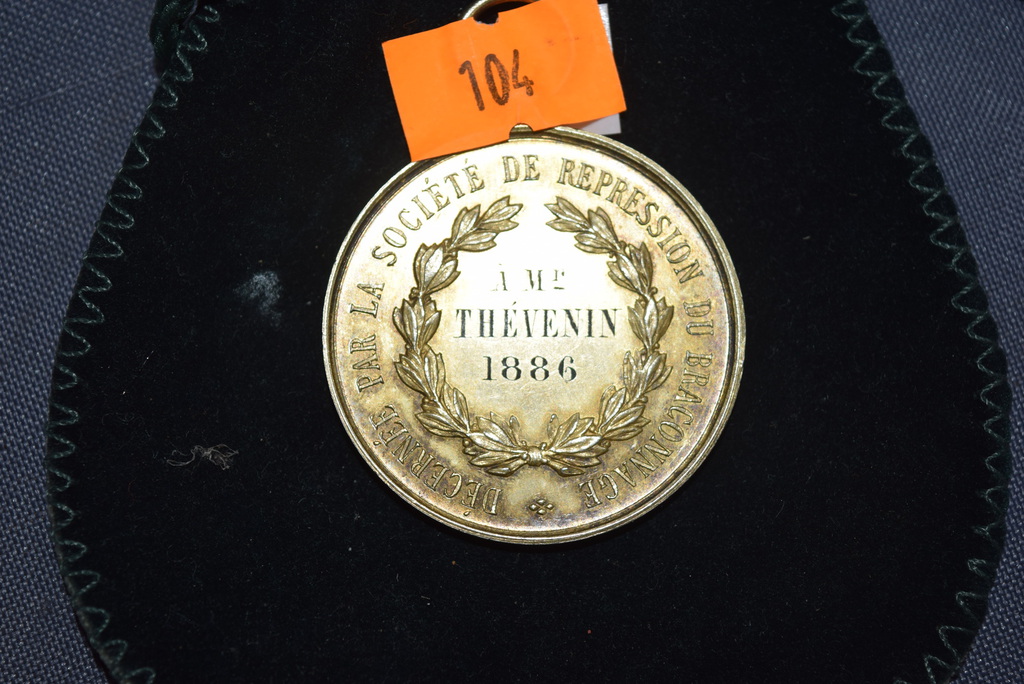 104
DÉCERNÉE PAR LA SOCIÉTÉ DE REPRESSION DU BRACONNAGE
À Mr
THÉVENIN
1886